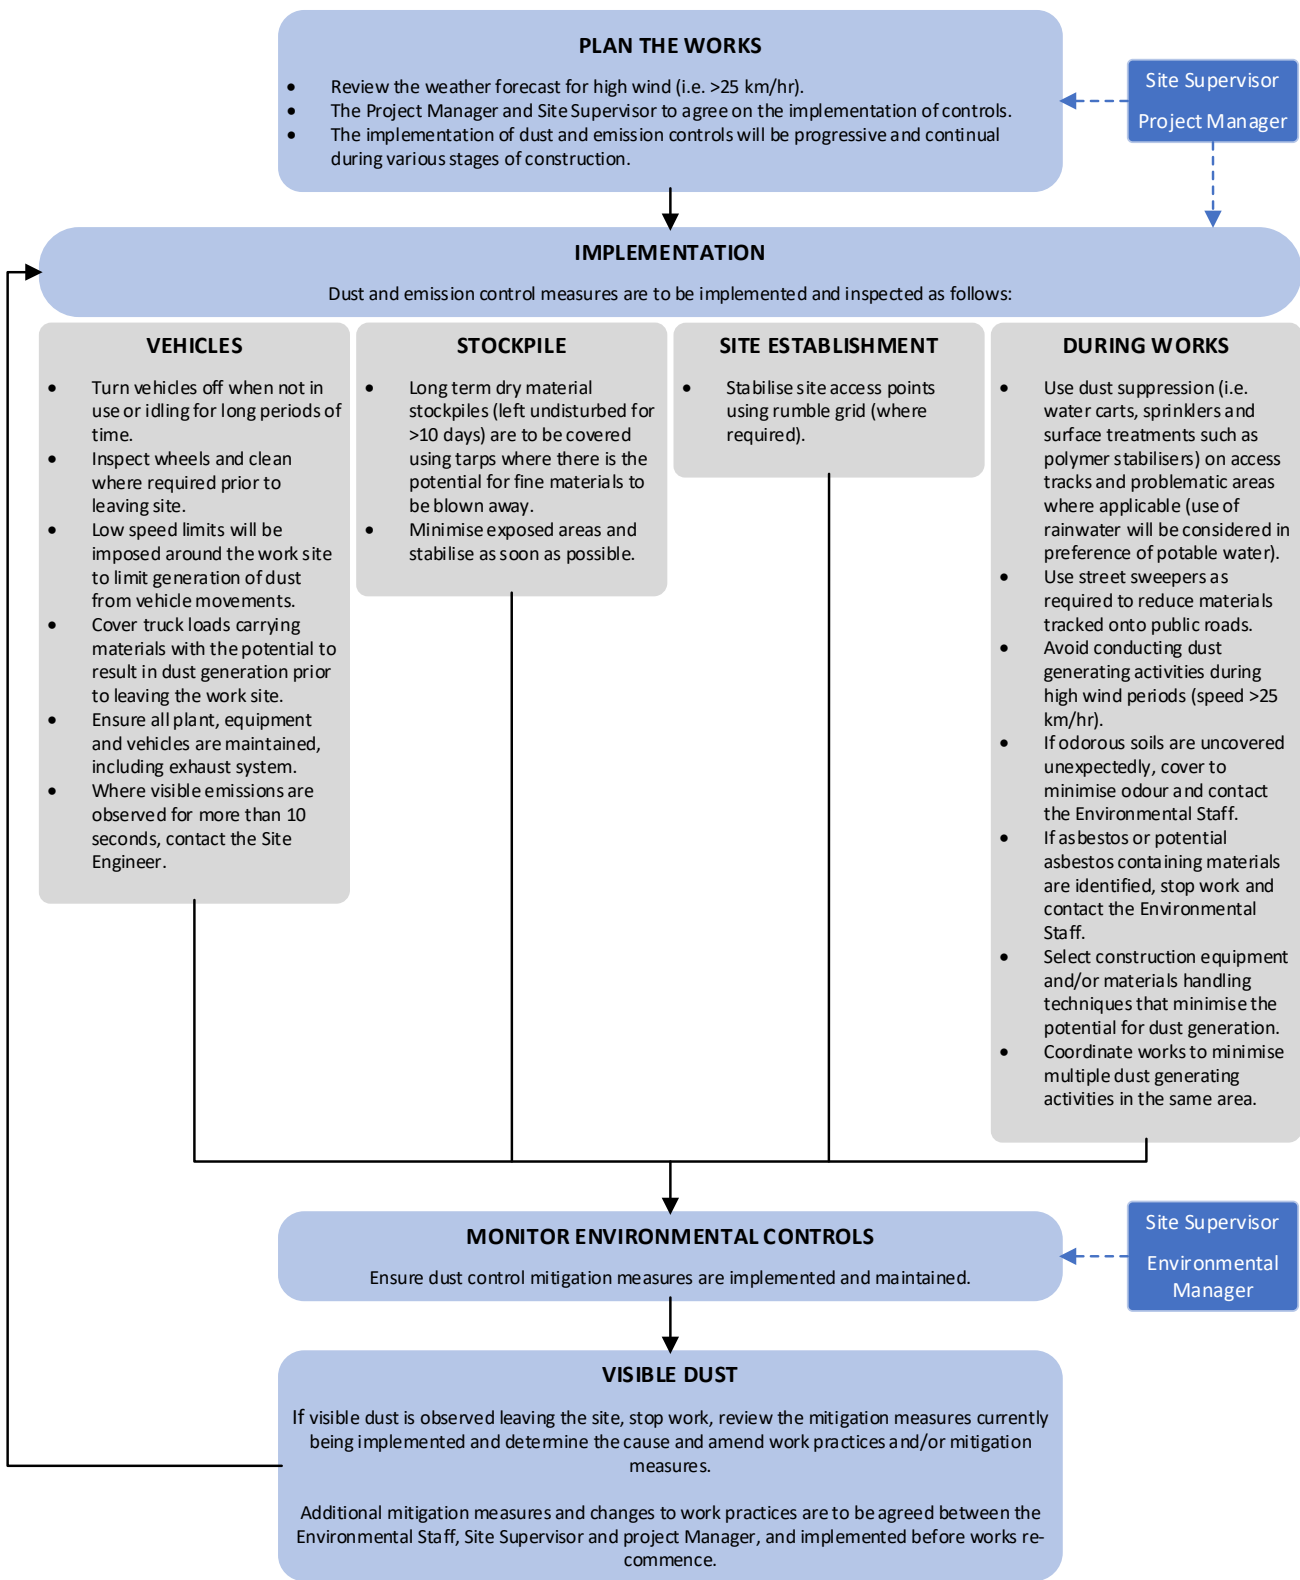 PLAN THE WORKS
• Review the weather forecast for high wind (i.e. >25 km/hr).
• The Project Manager and Site Supervisor to agree on the implementation of controls.
• The implementation of dust and emission controls will be progressive and continual
during various stages of construction.
Site Supervisor
Project Manager
IMPLEMENTATION
Dust and emission control measures are to be implemented and inspected as follows:
VEHICLES
• Turn vehicles off when not in
use or idling for long periods of
time.
• Inspect wheels and clean
where required prior to
leaving site.
• Low speed limits will be
imposed around the work site
to limit generation of dust
from vehicle movements.
• Cover truck loads carrying
materials with the potential to
result in dust generation prior
to leaving the work site.
• Ensure all plant, equipment
and vehicles are maintained,
including exhaust system.
• Where visible emissions are
observed for more than 10
seconds, contact the Site
Engineer.
STOCKPILE
• Long term dry material
stockpiles (left undisturbed for
>10 days) are to be covered
using tarps where there is the
potential for fine materials to
be blown away.
• Minimise exposed areas and
stabilise as soon as possible.
SITE ESTABLISHMENT
• Stabilise site access points
using rumble grid (where
required).
DURING WORKS
• Use dust suppression (i.e.
water carts, sprinklers and
surface treatments such as
polymer stabilisers) on access
tracks and problematic areas
where applicable (use of
rainwater will be considered in
preference of potable water).
• Use street sweepers as
required to reduce materials
tracked onto public roads.
• Avoid conducting dust
generating activities during
high wind periods (speed >25
km/hr).
• If odorous soils are uncovered
unexpectedly, cover to
minimise odour and contact
the Environmental Staff.
• If asbestos or potential
asbestos containing materials
are identified, stop work and
contact the Environmental
Staff.
• Select construction equipment
and/or materials handling
techniques that minimise the
potential for dust generation.
• Coordinate works to minimise
multiple dust generating
activities in the same area.
MONITOR ENVIRONMENTAL CONTROLS
Ensure dust control mitigation measures are implemented and maintained.
Site Supervisor
Environmental
Manager
VISIBLE DUST
If visible dust is observed leaving the site, stop work, review the mitigation measures currently
being implemented and determine the cause and amend work practices and/or mitigation
measures.
Additional mitigation measures and changes to work practices are to be agreed between the
Environmental Staff, Site Supervisor and project Manager, and implemented before works re-
commence.